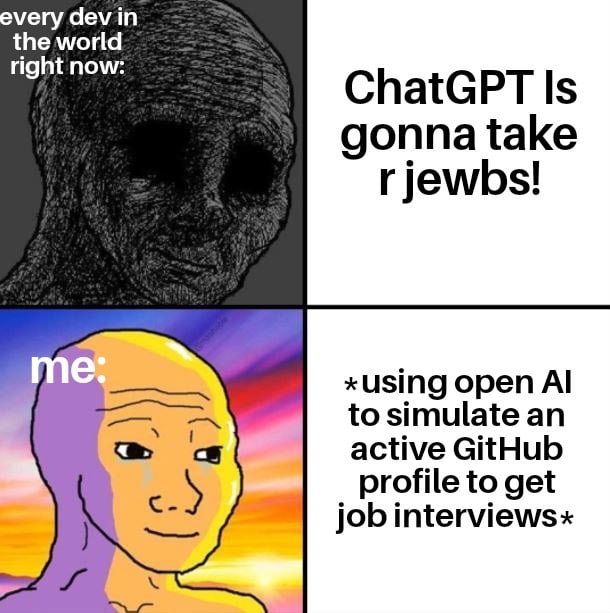 every dev in
the world
right now:
ChatGPT Is
gonna take
r jewbs!
me:
*using open AI
to simulate an
active GitHub
profile to get
job interviews*